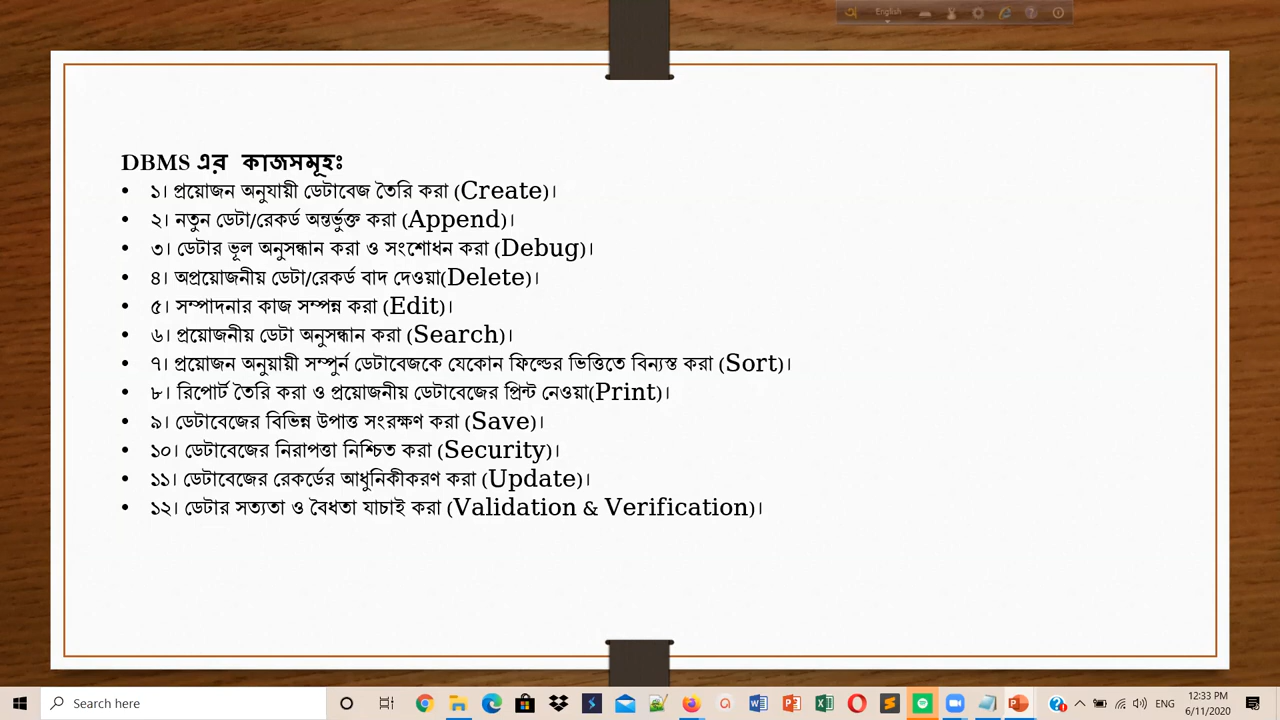 English
DBMS এর কাজসমূহঃ
• ১। প্রয়োজন অনুযায়ী ডেটাবেজ তৈরি করা (Create)।
• ২। নতুন ডেটা/রেকর্ড অন্তর্ভুক্ত করা (Append)।
• ৩। ডেটার ভূল অনুসন্ধান করা ও সংশোধন করা (Debug)।
• ৪। অপ্রয়োজনীয় ডেটা/রেকর্ড বাদ দেওয়া(Delete)।
• ৫। সম্পাদনার কাজ সম্পন্ন করা (Edit)।
• ৬। প্রয়োজনীয় ডেটা অনুসন্ধান করা (Search)।
• ৭। প্রয়োজন অনুয়ায়ী সম্পুর্ন ডেটাবেজকে যেকোন ফিল্ডের ভিত্তিতে বিন্যস্ত করা (Sort)।
• ৮। রিপোর্ট তৈরি করা ও প্রয়োজনীয় ডেটাবেজের প্রিন্ট নেওয়া(Print)।
• ৯। ডেটাবেজের বিভিন্ন উপাত্ত সংরক্ষণ করা (Save)।
• ১০। ডেটাবেজের নিরাপত্তা নিশ্চিত করা (Security)।
• ১১। ডেটাবেজের রেকর্ডের আধুনিকীকরণ করা (Update)।
• ১২। ডেটার সত্যতা ও বৈধতা যাচাই করা (Validation & Verification)।
Search here
ENG
12:33 PM
6/11/2020